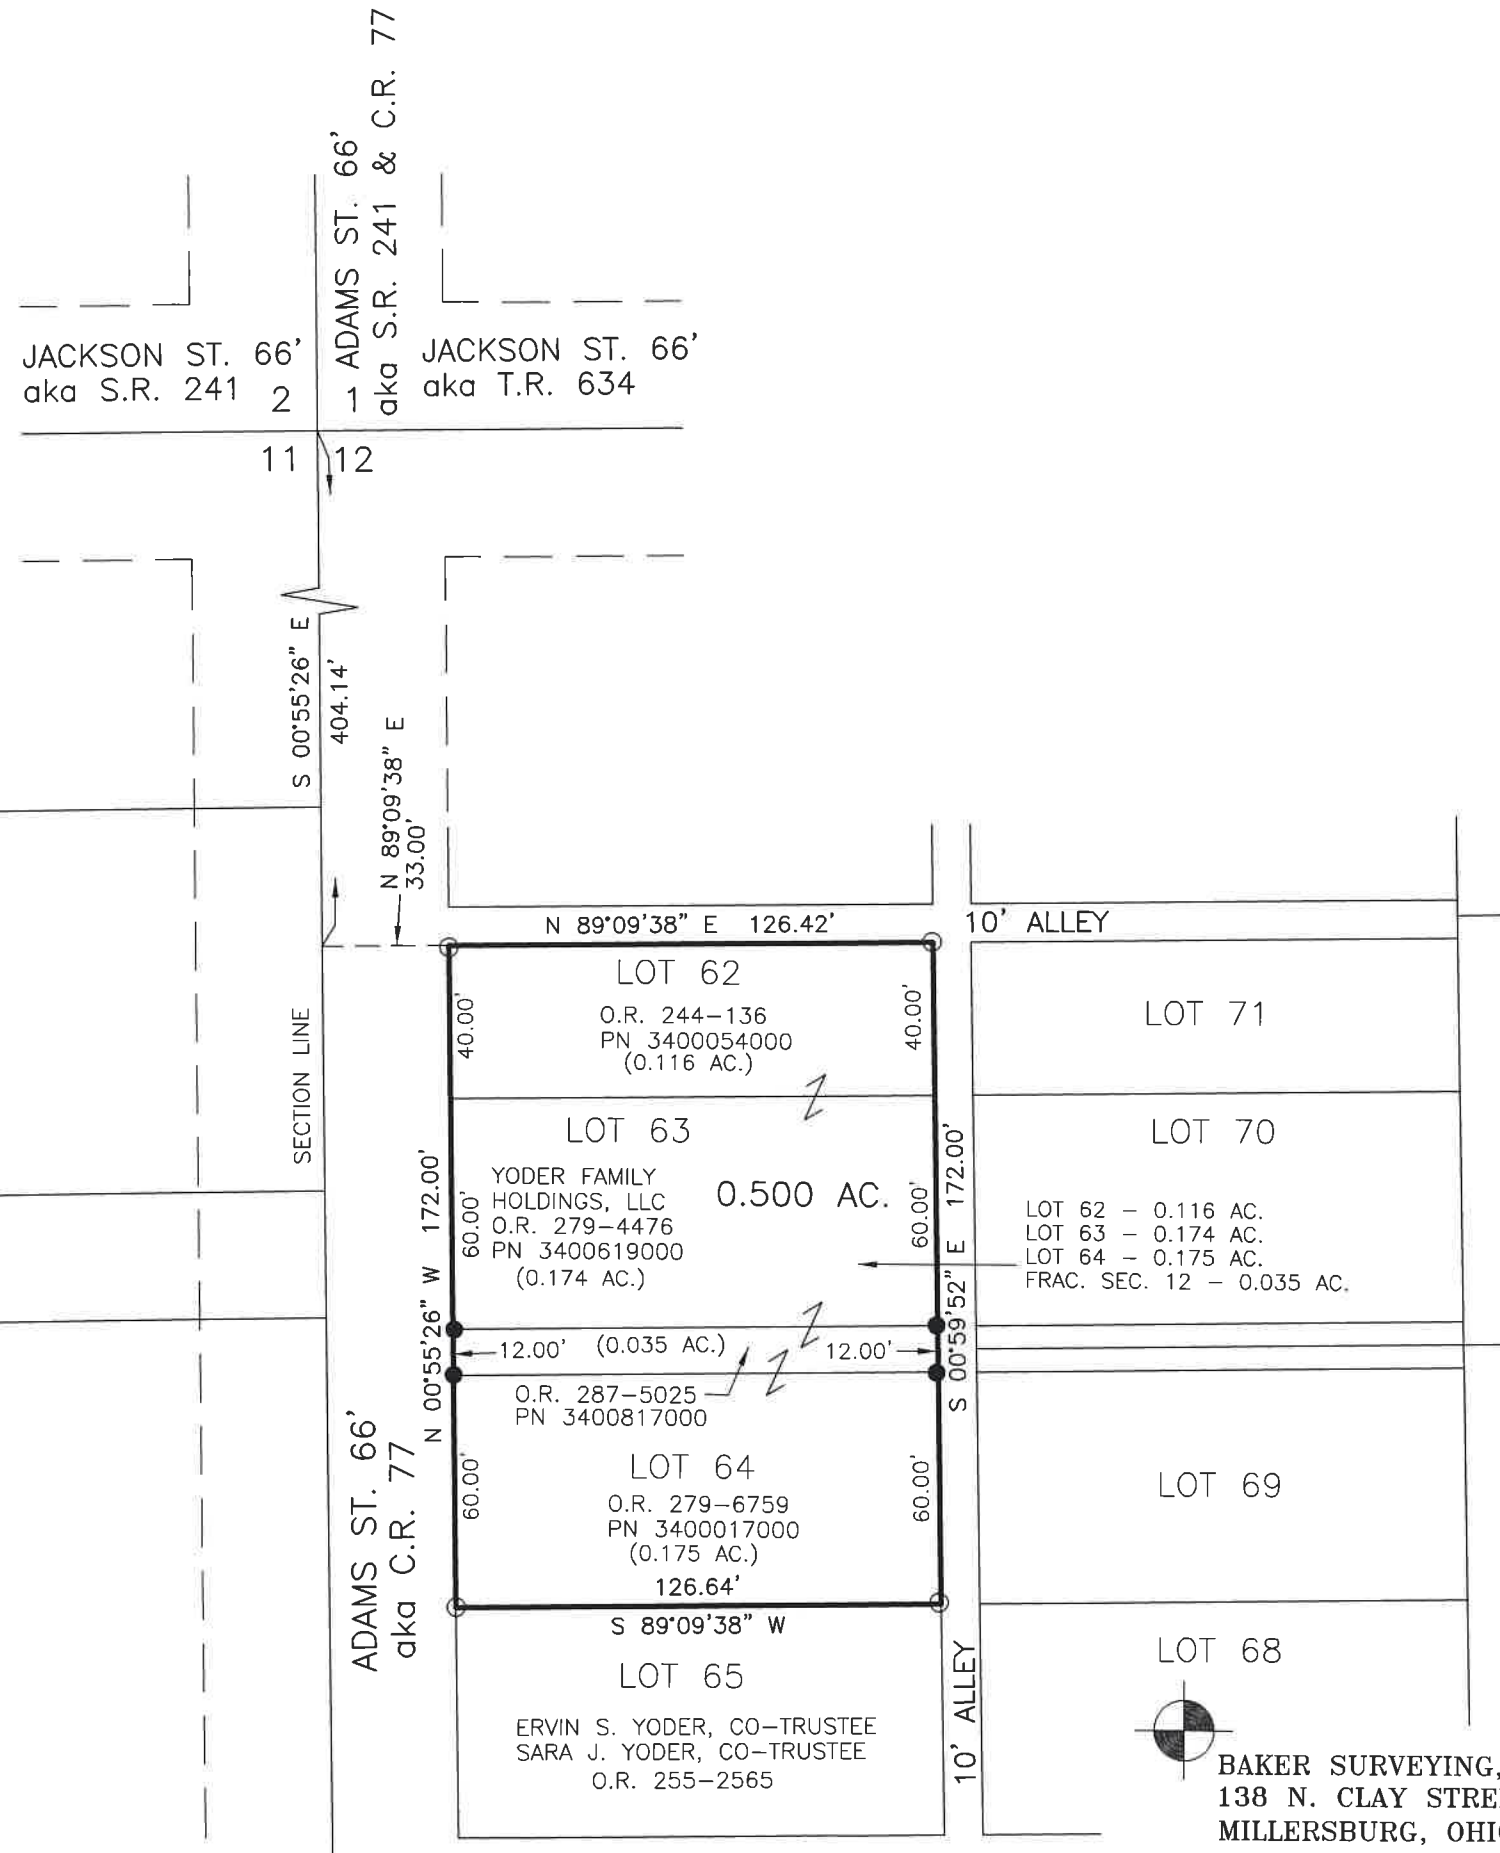 ADAMS ST. 66'
aka S.R. 241 & C.R. 77
JACKSON ST. 66'
aka S.R. 241
JACKSON ST. 66'
aka T.R. 634
2
1
11
12
S 00°55'26" E
404.14'
N 89°09'38" E
33.00'
SECTION LINE
N 89°09'38" E 126.42'
10' ALLEY
LOT 62
O.R. 244-136
PN 3400054000
(0.116 AC.)
40.00'
40.00'
LOT 71
LOT 63
YODER FAMILY
HOLDINGS, LLC
O.R. 279-4476
PN 3400619000
(0.174 AC.)
0.500 AC.
60.00'
60.00'
N 00°55'26" W 172.00'
S 00°59'52" E 172.00'
LOT 70
LOT 62 - 0.116 AC.
LOT 63 - 0.174 AC.
LOT 64 - 0.175 AC.
FRAC. SEC. 12 - 0.035 AC.
12.00' (0.035 AC.) 12.00'
O.R. 287-5025
PN 3400817000
LOT 64
O.R. 279-6759
PN 3400017000
(0.175 AC.)
60.00'
60.00'
126.64'
S 89°09'38" W
LOT 69
ADAMS ST. 66'
aka C.R. 77
LOT 65
ERVIN S. YODER, CO-TRUSTEE
SARA J. YODER, CO-TRUSTEE
O.R. 255-2565
10' ALLEY
LOT 68
BAKER SURVEYING,
138 N. CLAY STRE
MILLERSBURG, OHI